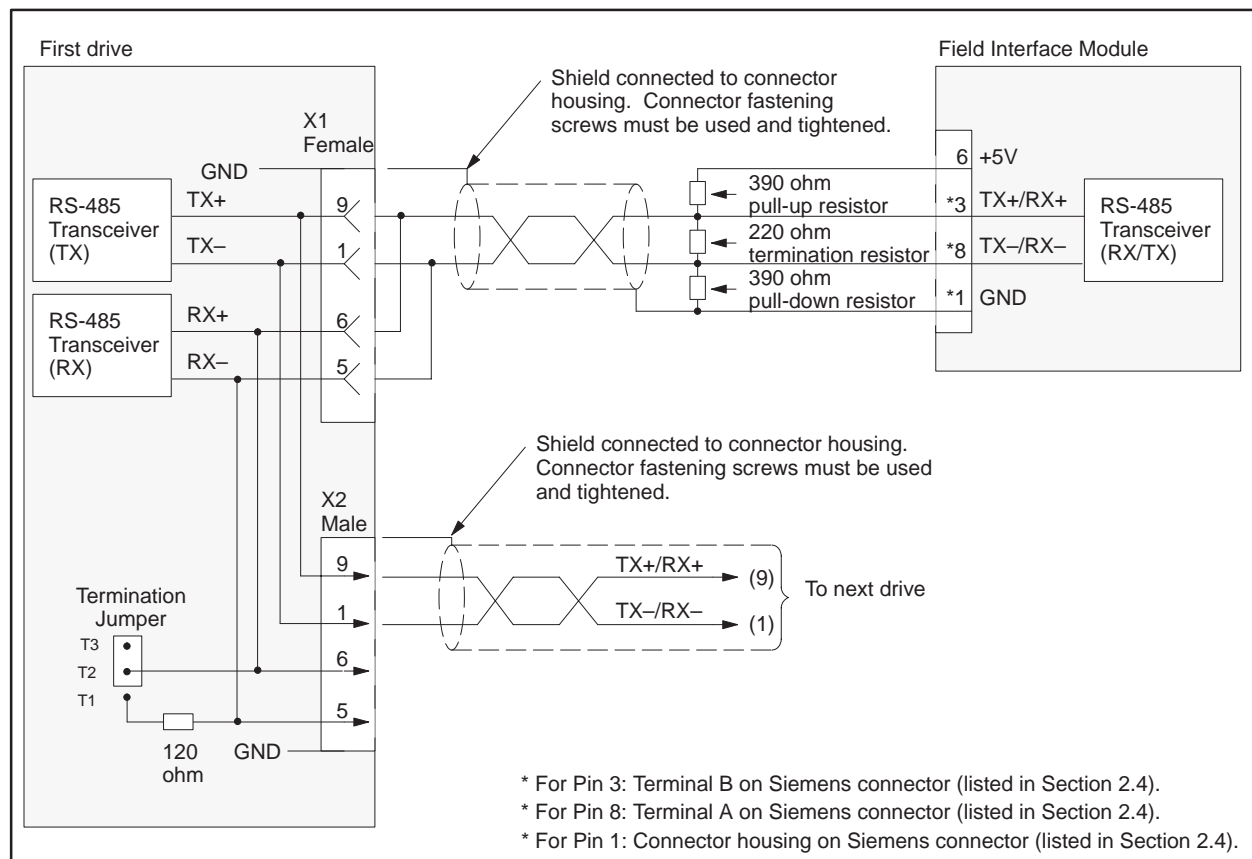 First drive
Field Interface Module
Shield connected to connector
housing.  Connector fastening
screws must be used and tightened.
X1
Female
GND
6
+5V
RS-485
Transceiver
(TX)
TX+
9
390 ohm
pull-up resistor
*3
TX+/RX+
RS-485
Transceiver
(RX/TX)
TX–
1
220 ohm
termination resistor
*8
TX–/RX–
390 ohm
pull-down resistor
*1
GND
RS-485
Transceiver
(RX)
RX+
6
RX–
5
Shield connected to connector housing.
Connector fastening screws must be used
and tightened.
X2
Male
9
TX+/RX+
(9)
To next drive
1
TX–/RX–
(1)
Termination
Jumper
T3
T2
6
T1
5
120
ohm
GND
* For Pin 3: Terminal B on Siemens connector (listed in Section 2.4).
* For Pin 8: Terminal A on Siemens connector (listed in Section 2.4).
* For Pin 1: Connector housing on Siemens connector (listed in Section 2.4).